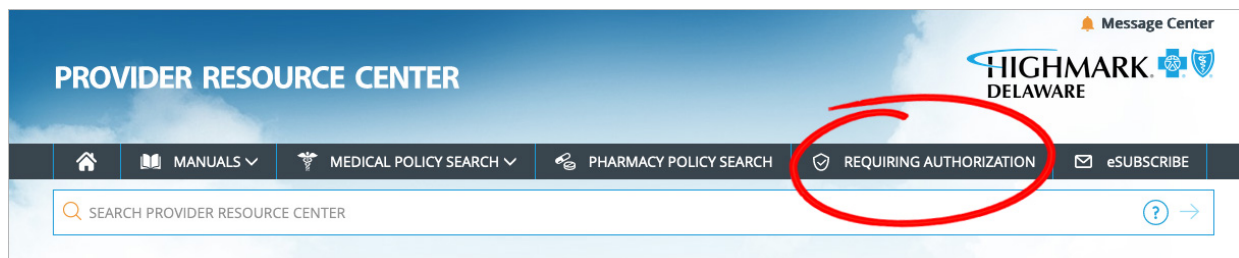 Message Center
PROVIDER RESOURCE CENTER
HIGHMARK.
DELAWARE
MANUALS
MEDICAL POLICY SEARCH
PHARMACY POLICY SEARCH
REQUIRING AUTHORIZATION
eSUBSCRIBE
SEARCH PROVIDER RESOURCE CENTER
?